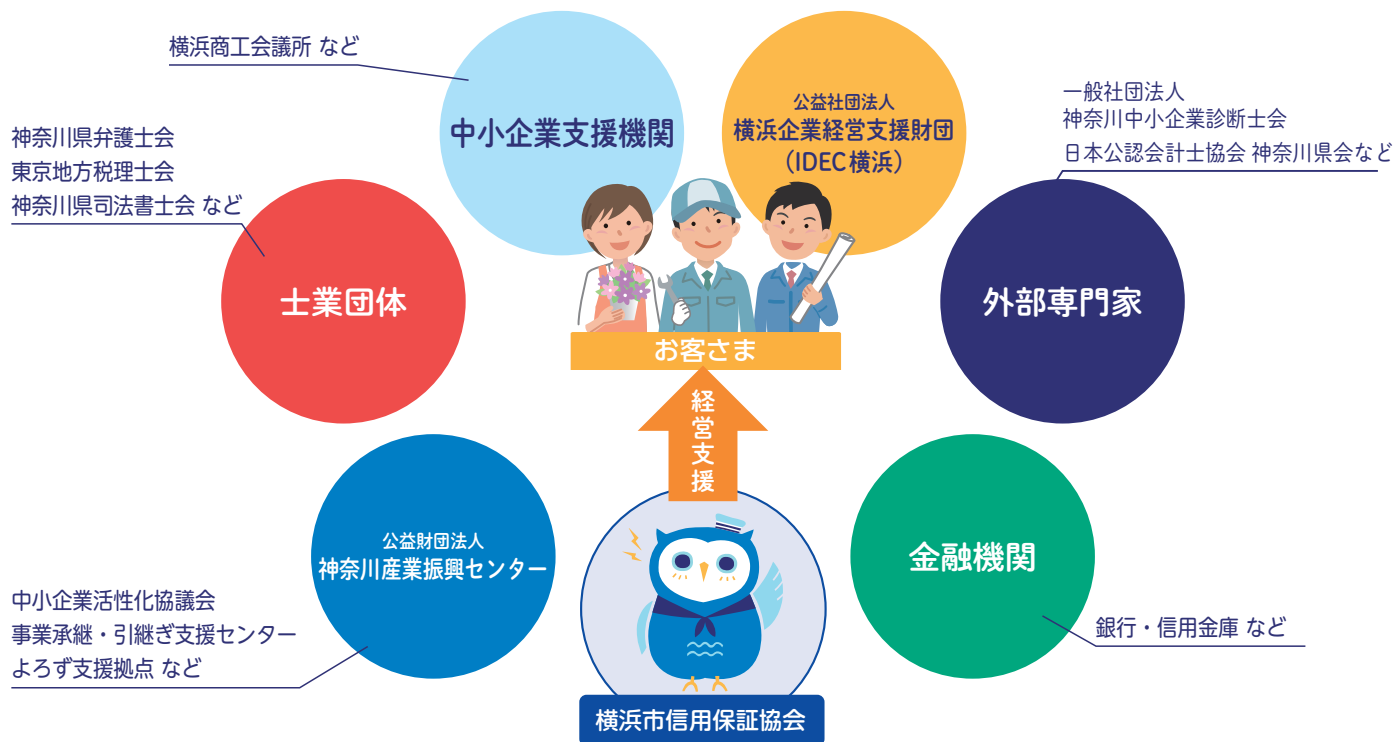 横浜商工会議所 など
中小企業支援機関
公益社団法人
横浜企業経営支援財団
（IDEC横浜）
一般社団法人
神奈川中小企業診断士会
日本公認会計士協会 神奈川県会など
神奈川県弁護士会
東京地方税理士会
神奈川県司法書士会 など
士業団体
外部専門家
お客さま
経営支援
公益財団法人
神奈川産業振興センター
金融機関
中小企業活性化協議会
事業承継・引継ぎ支援センター
よろず支援拠点 など
銀行・信用金庫 など
横浜市信用保証協会